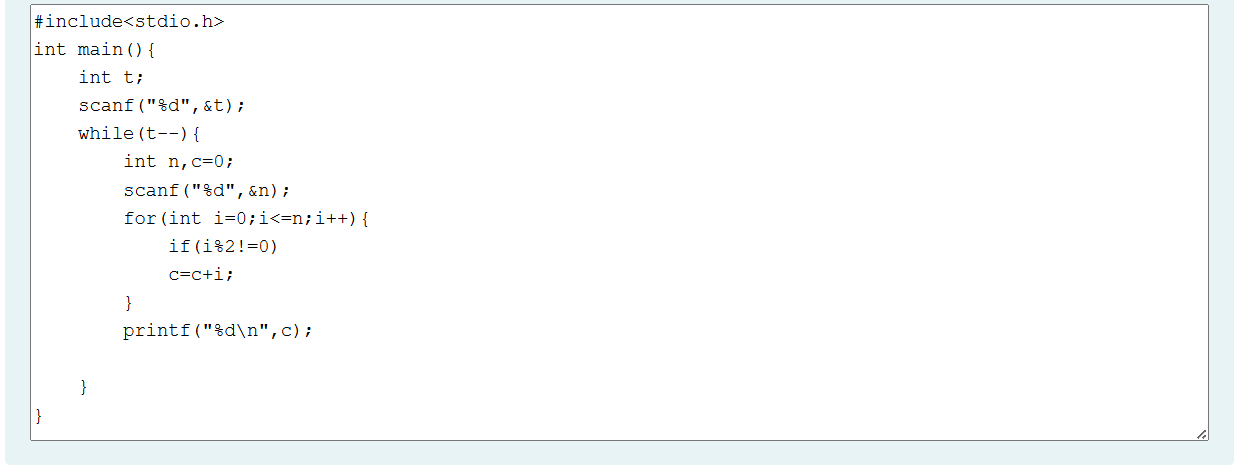 #include<stdio.h>
int main(){
    int t;
    scanf("%d",&t);
    while(t--){
        int n,c=0;
        scanf("%d",&n);
        for(int i=0;i<=n;i++){
            if(i%2!=0)
            c=c+i;
        }
        printf("%d\n",c);

    }
}